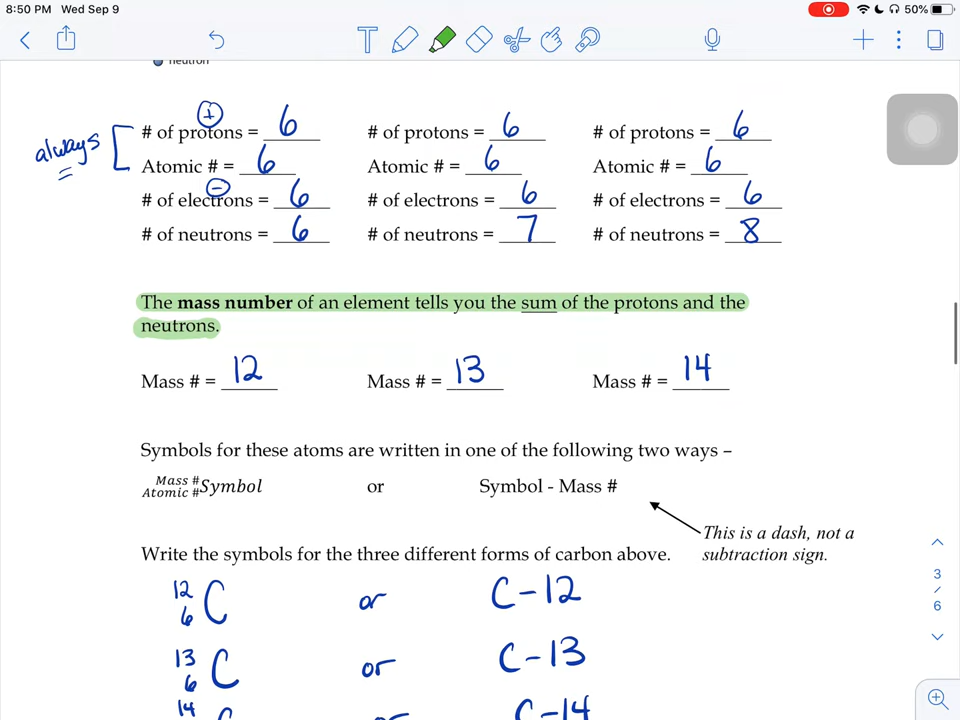 8:50 PM Wed Sep 9 50%
T
neutron
+
always =
# of protons = 6 # of protons = 6 # of protons = 6
Atomic # = 6 Atomic # = 6 Atomic # = 6
−
# of electrons = 6 # of electrons = 6 # of electrons = 6
# of neutrons = 6 # of neutrons = 7 # of neutrons = 8
The mass number of an element tells you the sum of the protons and the
neutrons.
Mass # = 12 Mass # = 13 Mass # = 14
Symbols for these atoms are written in one of the following two ways –
Mass #
Atomic # Symbol or Symbol - Mass #
This is a dash, not a
subtraction sign.
Write the symbols for the three different forms of carbon above.
12
6 C or C-12
13
6 C or C-13
14
C or C-14
3
/
6